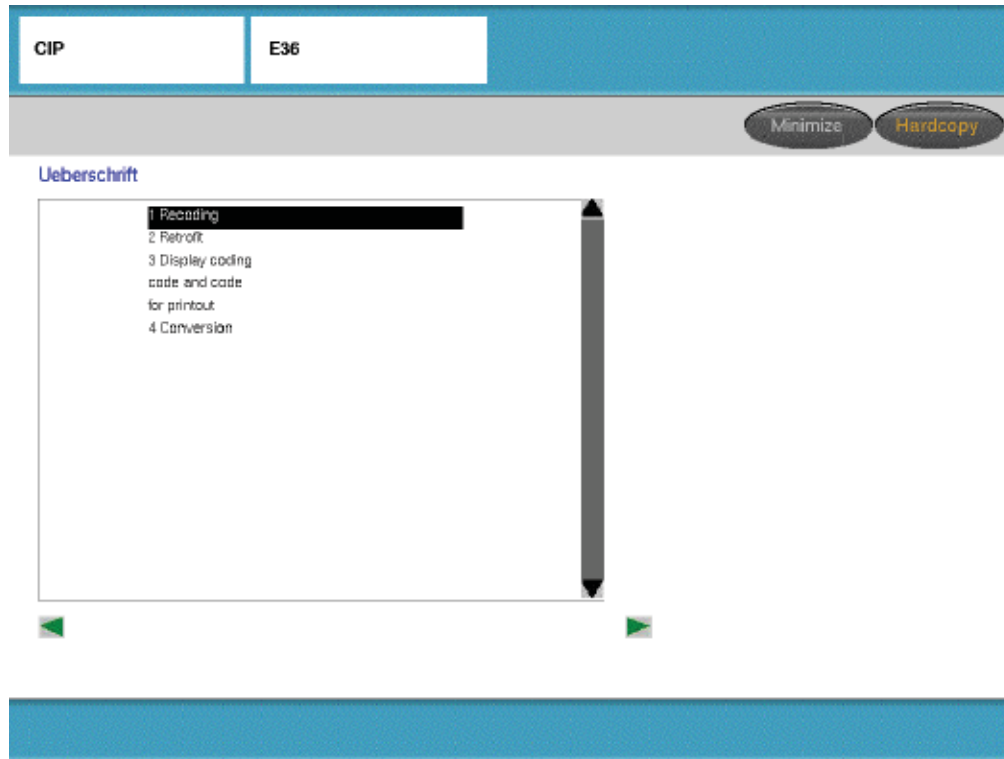 CIP E36
Minimize Hardcopy
Ueberschrift
1 Recoding
2 Retrofit
3 Display coding
code and code
for printout
4 Conversion